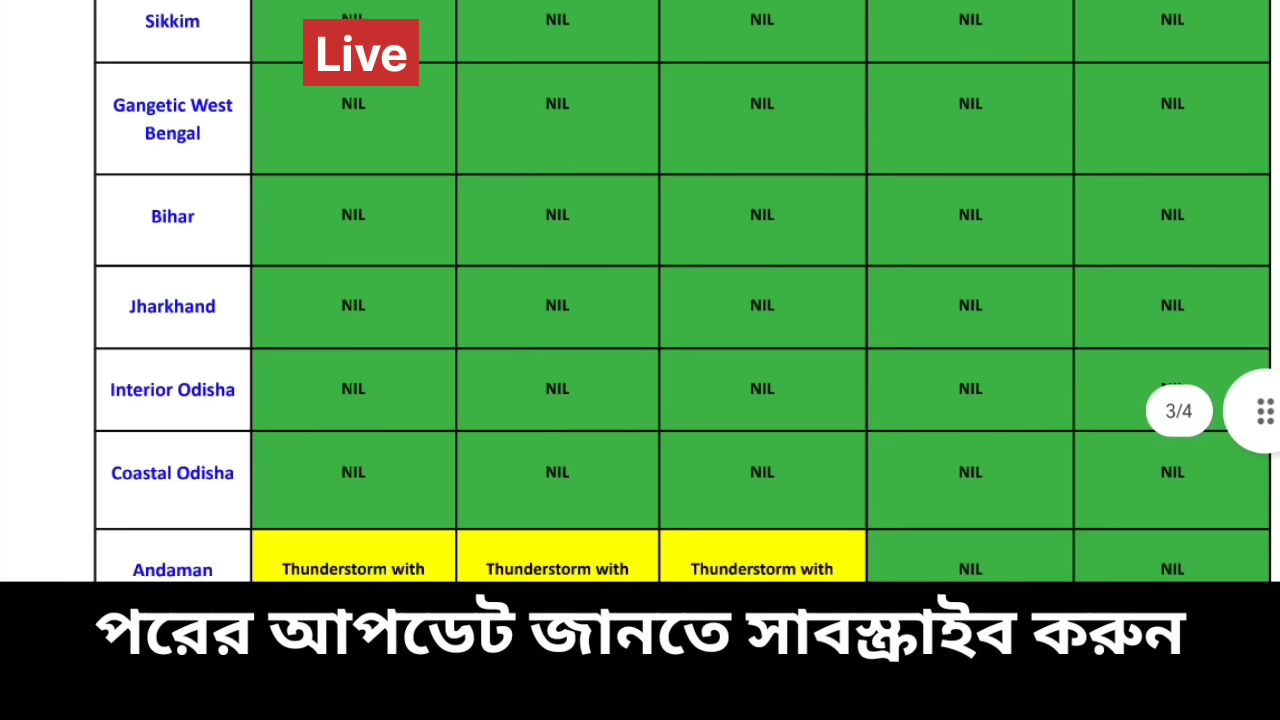 Sikkim NIL NIL NIL NIL NIL
Live
Gangetic West Bengal NIL NIL NIL NIL NIL
Bihar NIL NIL NIL NIL NIL
Jharkhand NIL NIL NIL NIL NIL
Interior Odisha NIL NIL NIL NIL
3/4
Coastal Odisha NIL NIL NIL NIL NIL
Andaman Thunderstorm with Thunderstorm with Thunderstorm with NIL NIL
পরের আপডেট জানতে সাবস্ক্রাইব করুন